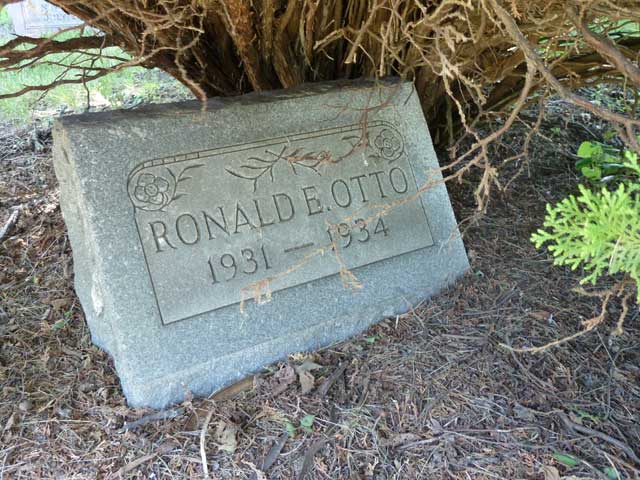 RONALD E. OTTO
1931 — 1934